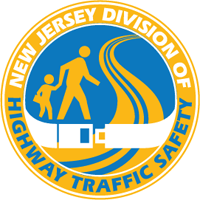 NEW JERSEY DIVISION OF
HIGHWAY TRAFFIC SAFETY